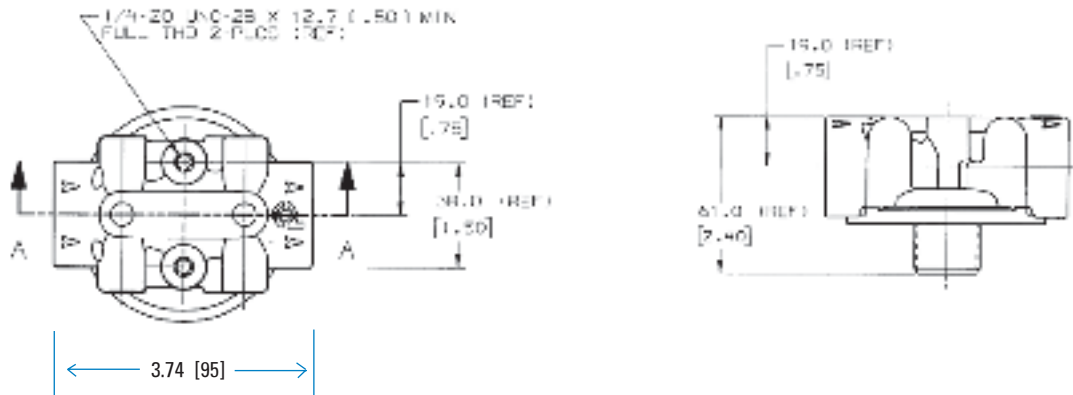 1/4-20 UNC-2B X 12.7 (.50) MIN
FULL THD 2 PLCS (REF)
19.0 (REF)
[.75]
38.0 (REF)
[1.50]
A
A
3.74 [95]
19.0 (REF)
[.75]
61.0 (REF)
[2.40]